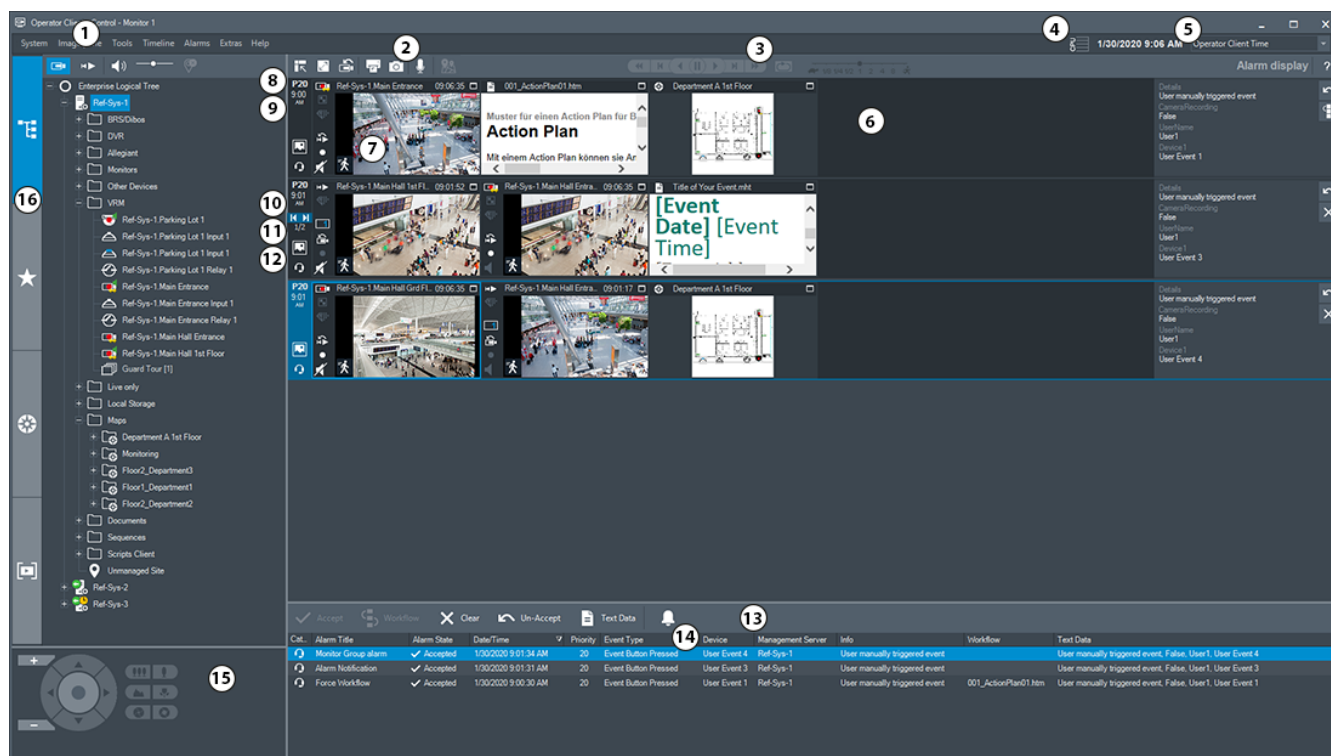 Operator Client
Control - Monitor 1
1
4
5
System
Tools
Timeline
Alarms
Extras
Help
1/30/2020 9:06 AM
Operator Client Time
2
3
Alarm display
?
8
9
16
Enterprise Logical Tree
Ref-Sys-1
BRS/Dibos
DVR
Allegiant
Monitors
Other Devices
VRM
Ref-Sys-1.Parking Lot 1
Ref-Sys-1.Parking Lot 1 Input 1
Ref-Sys-1.Parking Lot 1 Input 1
Ref-Sys-1.Parking Lot 1 Relay 1
Ref-Sys-1.Main Entrance
Ref-Sys-1.Main Entrance Input 1
Ref-Sys-1.Main Entrance Relay 1
Ref-Sys-1.Main Hall Entrance
Ref-Sys-1.Main Hall 1st Floor
Guard Tour [1]
Live only
Local Storage
Maps
Department A 1st Floor
Monitoring
Floor2_Department3
Floor1_Department1
Floor2_Department2
Documents
Sequences
Scripts Client
Unmanaged Site
Ref-Sys-2
Ref-Sys-3
10
11
12
P20
9:00
AM
Ref-Sys-1.Main Entrance 09:06:35
7
001_ActionPlan01.htm
Muster für einen Action Plan für B
Action Plan
Mit einem Action Plan können sie Ar
Department A 1st Floor
6
Details
User manually triggered event
CameraRecording
False
UserName
User1
Device1
User Event 1
P20
9:01
AM
1/2
Ref-Sys-1.Main Hall 1st Fl.. 09:01:52
Ref-Sys-1.Main Hall Entra.. 09:06:35
Title of Your Event.mht
[Event
Date] [Event
Time]
Details
User manually triggered event
CameraRecording
False
UserName
User1
Device1
User Event 3
P20
9:01
AM
Ref-Sys-1.Main Hall Grd Fl.. 09:06:35
Ref-Sys-1.Main Hall Entra.. 09:01:17
Department A 1st Floor
Details
User manually triggered event
CameraRecording
False
UserName
User1
Device1
User Event 4
Accept
Workflow
Clear
Un-Accept
Text Data
13
14
Cat.. Alarm Title Alarm State Date/Time Priority Event Type Device Management Server Info Workflow Text Data
Monitor Group alarm Accepted 1/30/2020 9:01:34 AM 20 Event Button Pressed User Event 4 Ref-Sys-1 User manually triggered event User manually triggered event, False, User1, User Event 4
Alarm Notification Accepted 1/30/2020 9:01:31 AM 20 Event Button Pressed User Event 3 Ref-Sys-1 User manually triggered event User manually triggered event, False, User1, User Event 3
Force Workflow Accepted 1/30/2020 9:00:30 AM 20 Event Button Pressed User Event 1 Ref-Sys-1 User manually triggered event 001_ActionPlan01.htm User manually triggered event, False, User1, User Event 1
15